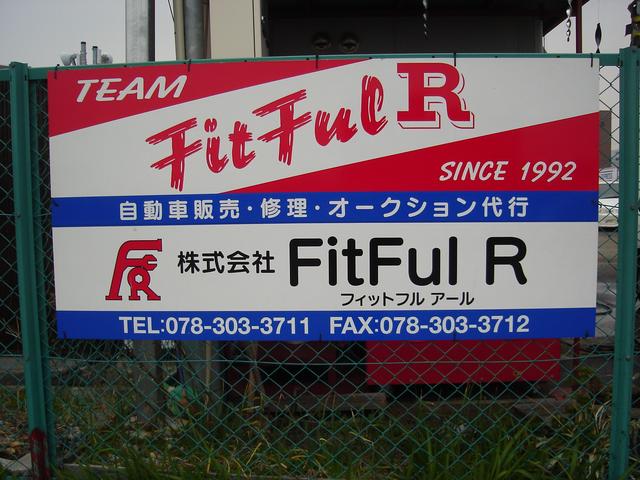 TEAM
FitFul R
SINCE 1992
自動車販売・修理・オークション代行
FR 株式会社 FitFul R
フィットフル アール
TEL:078-303-3711 FAX:078-303-3712